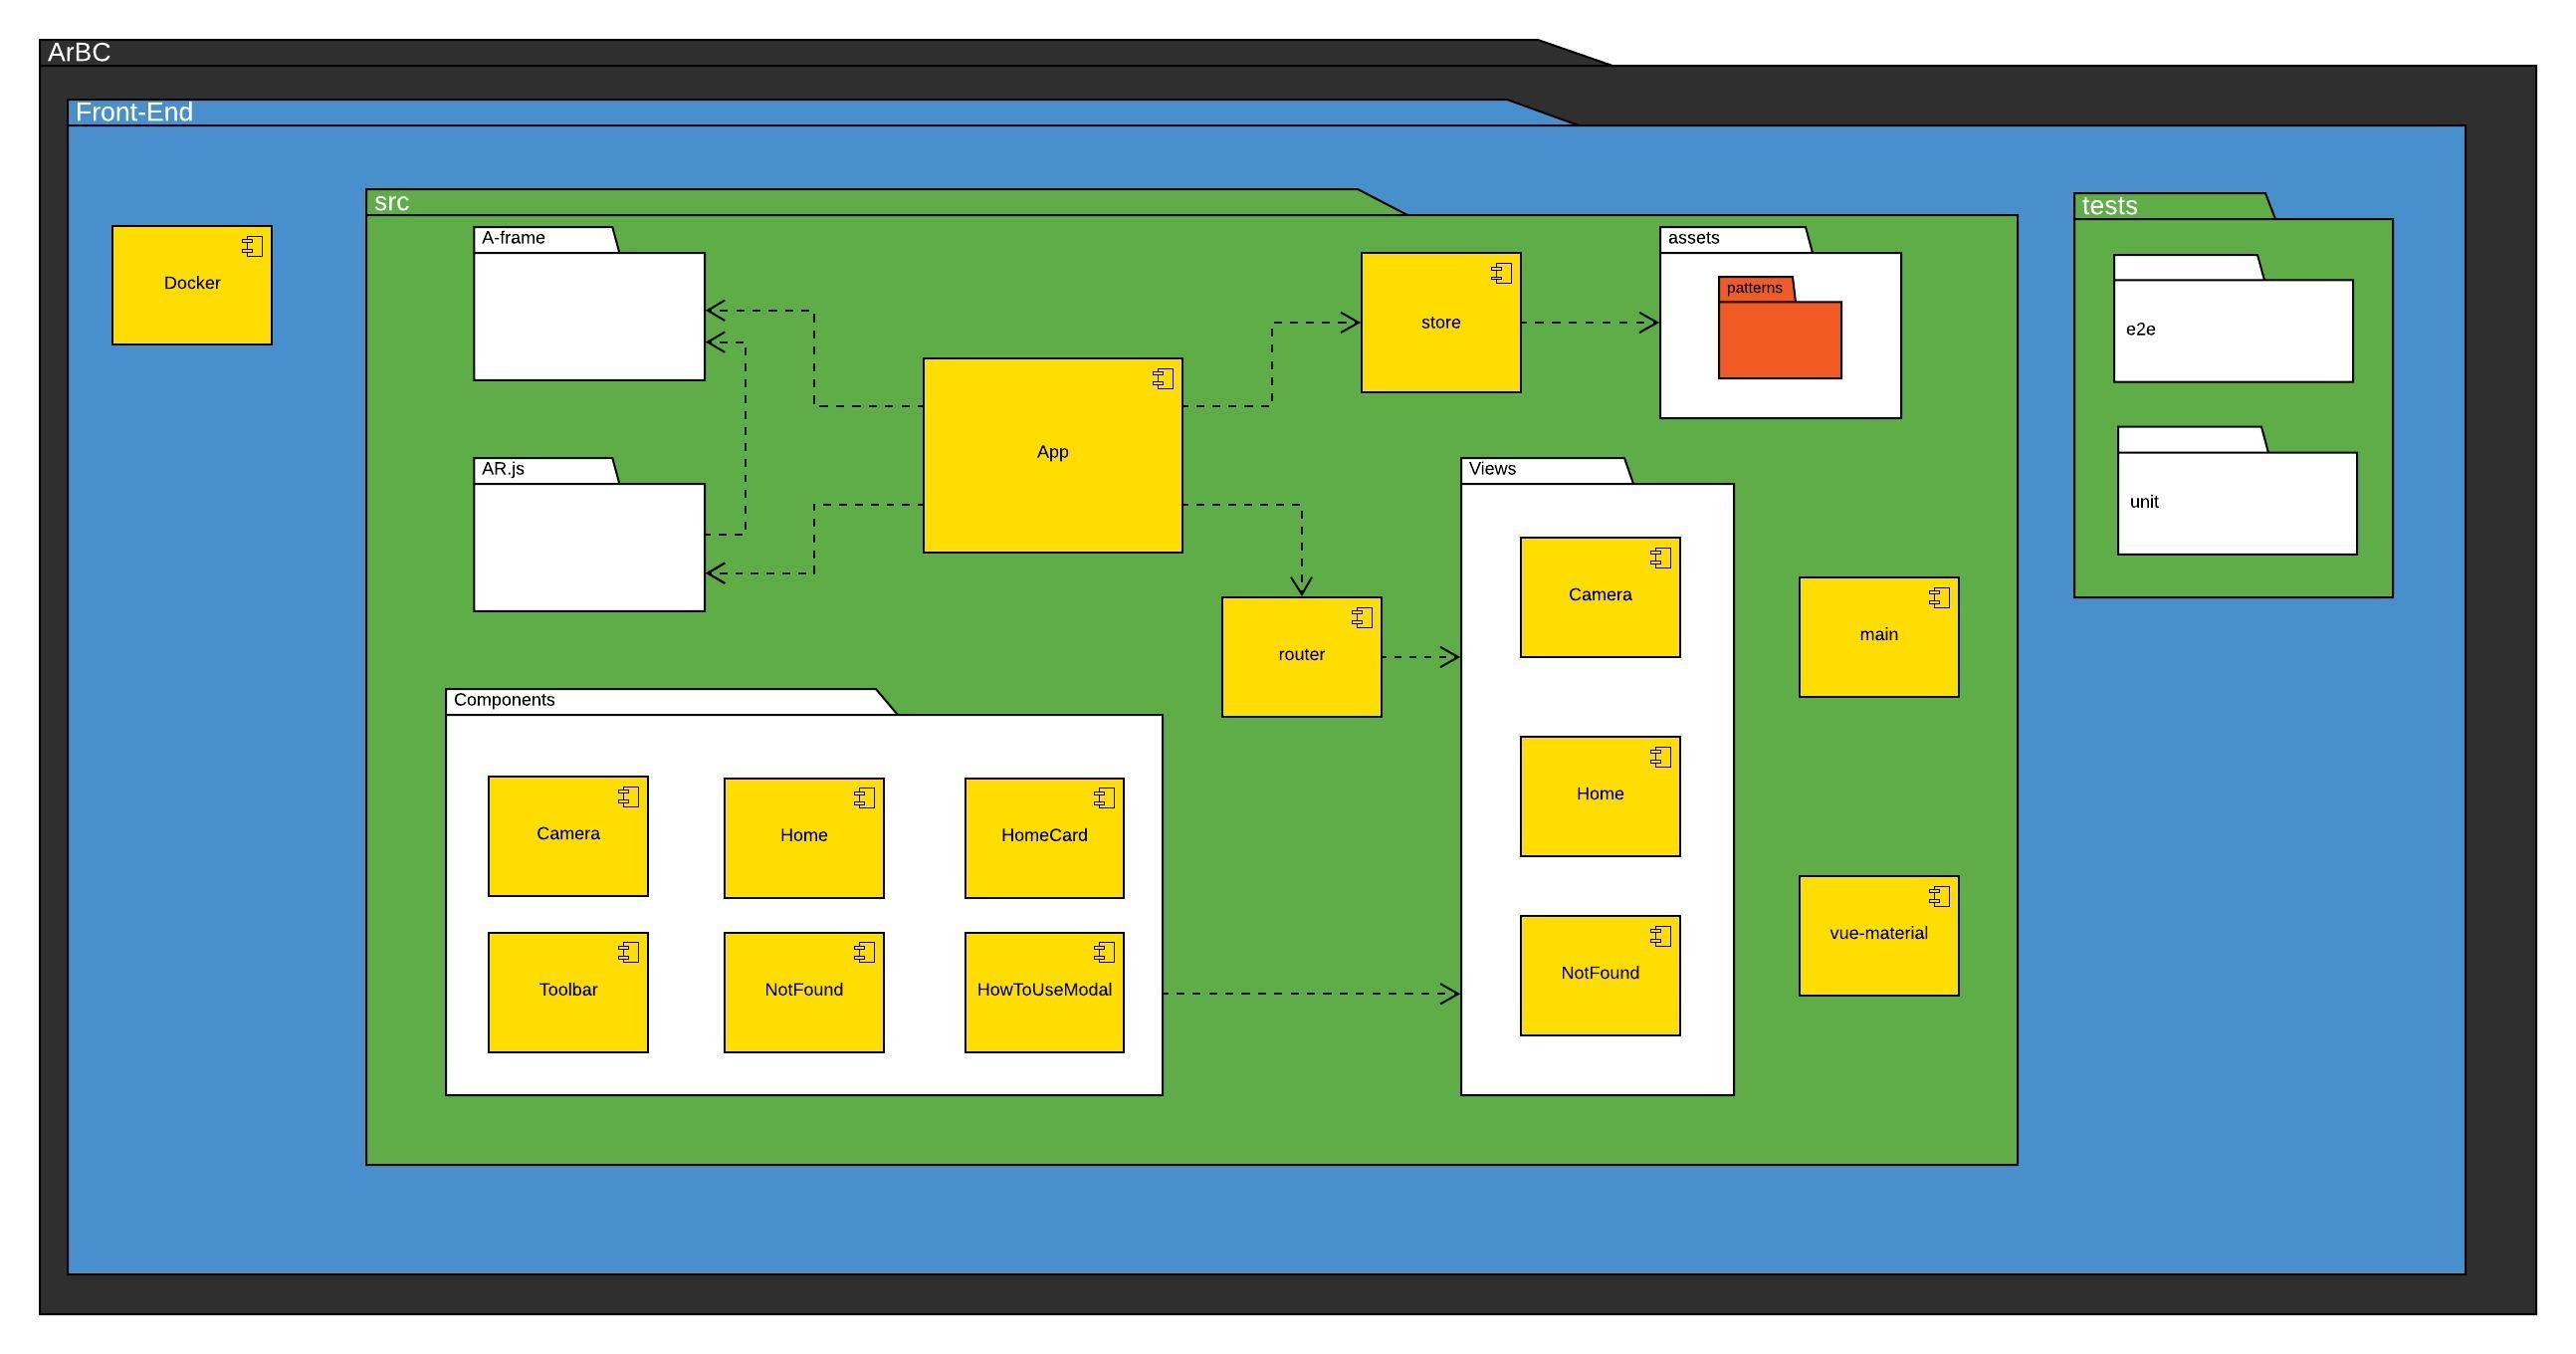 ArBC
Front-End
src
tests
A-frame
assets
patterns
Docker
store
e2e
App
AR.js
Views
unit
Camera
main
router
Components
Home
Camera
Home
HomeCard
vue-material
NotFound
Toolbar
NotFound
HowToUseModal